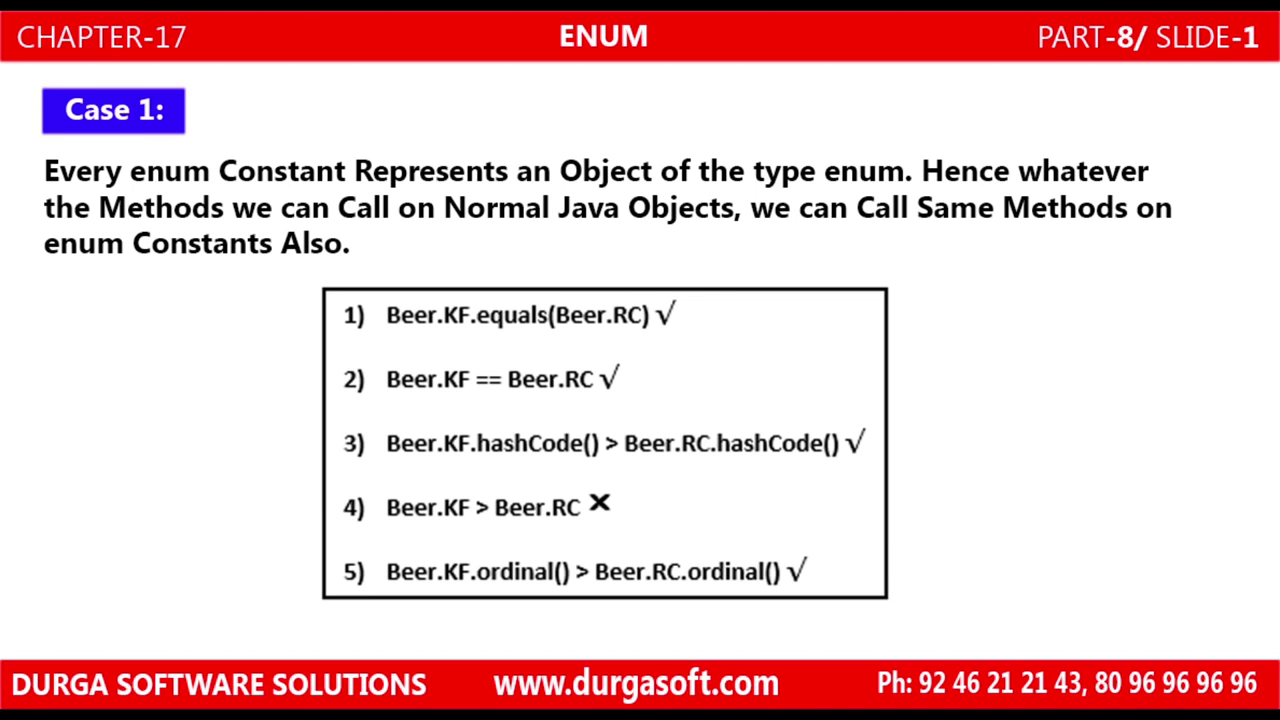 CHAPTER-17 ENUM PART-8/ SLIDE-1
Case 1:
Every enum Constant Represents an Object of the type enum. Hence whatever
the Methods we can Call on Normal Java Objects, we can Call Same Methods on
enum Constants Also.
1) Beer.KF.equals(Beer.RC) √
2) Beer.KF == Beer.RC √
3) Beer.KF.hashCode() > Beer.RC.hashCode() √
4) Beer.KF > Beer.RC ×
5) Beer.KF.ordinal() > Beer.RC.ordinal() √
DURGA SOFTWARE SOLUTIONS www.durgasoft.com Ph: 92 46 21 21 43, 80 96 96 96 96